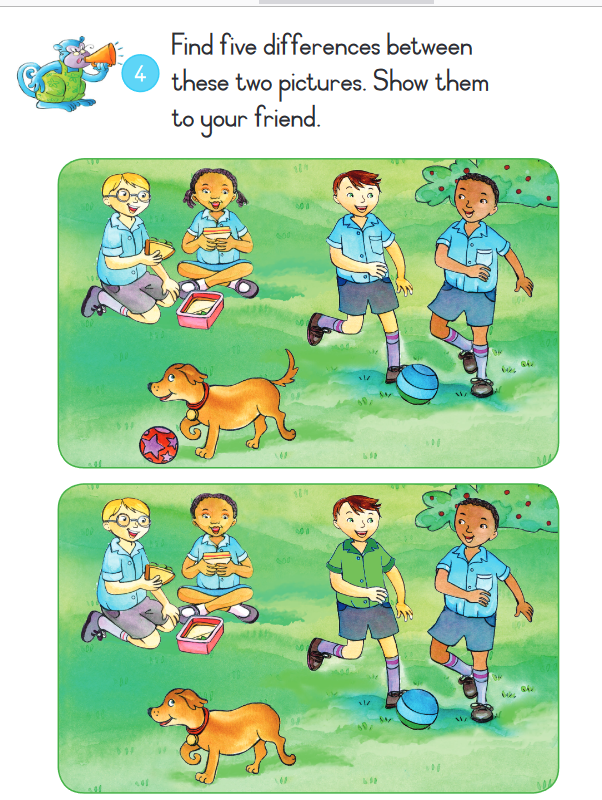 4
Find five differences between
these two pictures. Show them
to your friend.